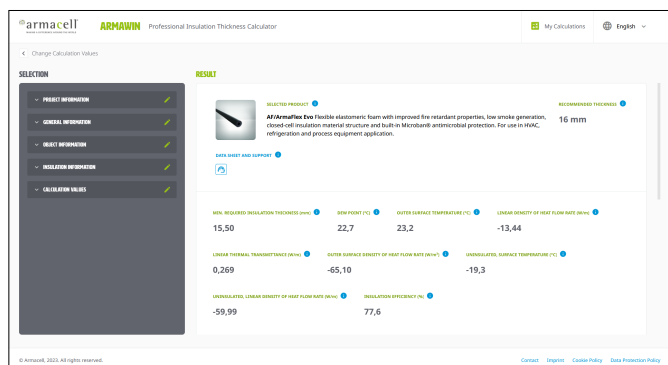 armacell
ARMAWIN Professional Insulation Thickness Calculator
My Calculations
English
Change Calculation Values
SELECTION
PROJECT INFORMATION
GENERAL INFORMATION
OBJECT INFORMATION
INSULATION INFORMATION
CALCULATION VALUES
RESULT
SELECTED PRODUCT
AF/ArmaFlex Evo Flexible elastomeric foam with improved fire retardant properties, low smoke generation,
closed-cell insulation material structure and built-in Microban® antimicrobial protection. For use in HVAC,
refrigeration and process equipment application.
RECOMMENDED THICKNESS
16 mm
DATA SHEET AND SUPPORT
MIN. REQUIRED INSULATION THICKNESS (mm)
15,50
DEW POINT (°C)
22,7
OUTER SURFACE TEMPERATURE (°C)
23,2
LINEAR DENSITY OF HEAT FLOW RATE (W/m)
-13,44
LINEAR THERMAL TRANSMITTANCE (W/m)
0,269
OUTER SURFACE DENSITY OF HEAT FLOW RATE (W/m²)
-65,10
UNINSULATED, SURFACE TEMPERATURE (°C)
-19,3
UNINSULATED, LINEAR DENSITY OF HEAT FLOW RATE (W/m)
-59,99
INSULATION EFFICIENCY (%)
77,6
© Armacell, 2023. All rights reserved.
Contact Imprint Cookie Policy Data Protection Policy